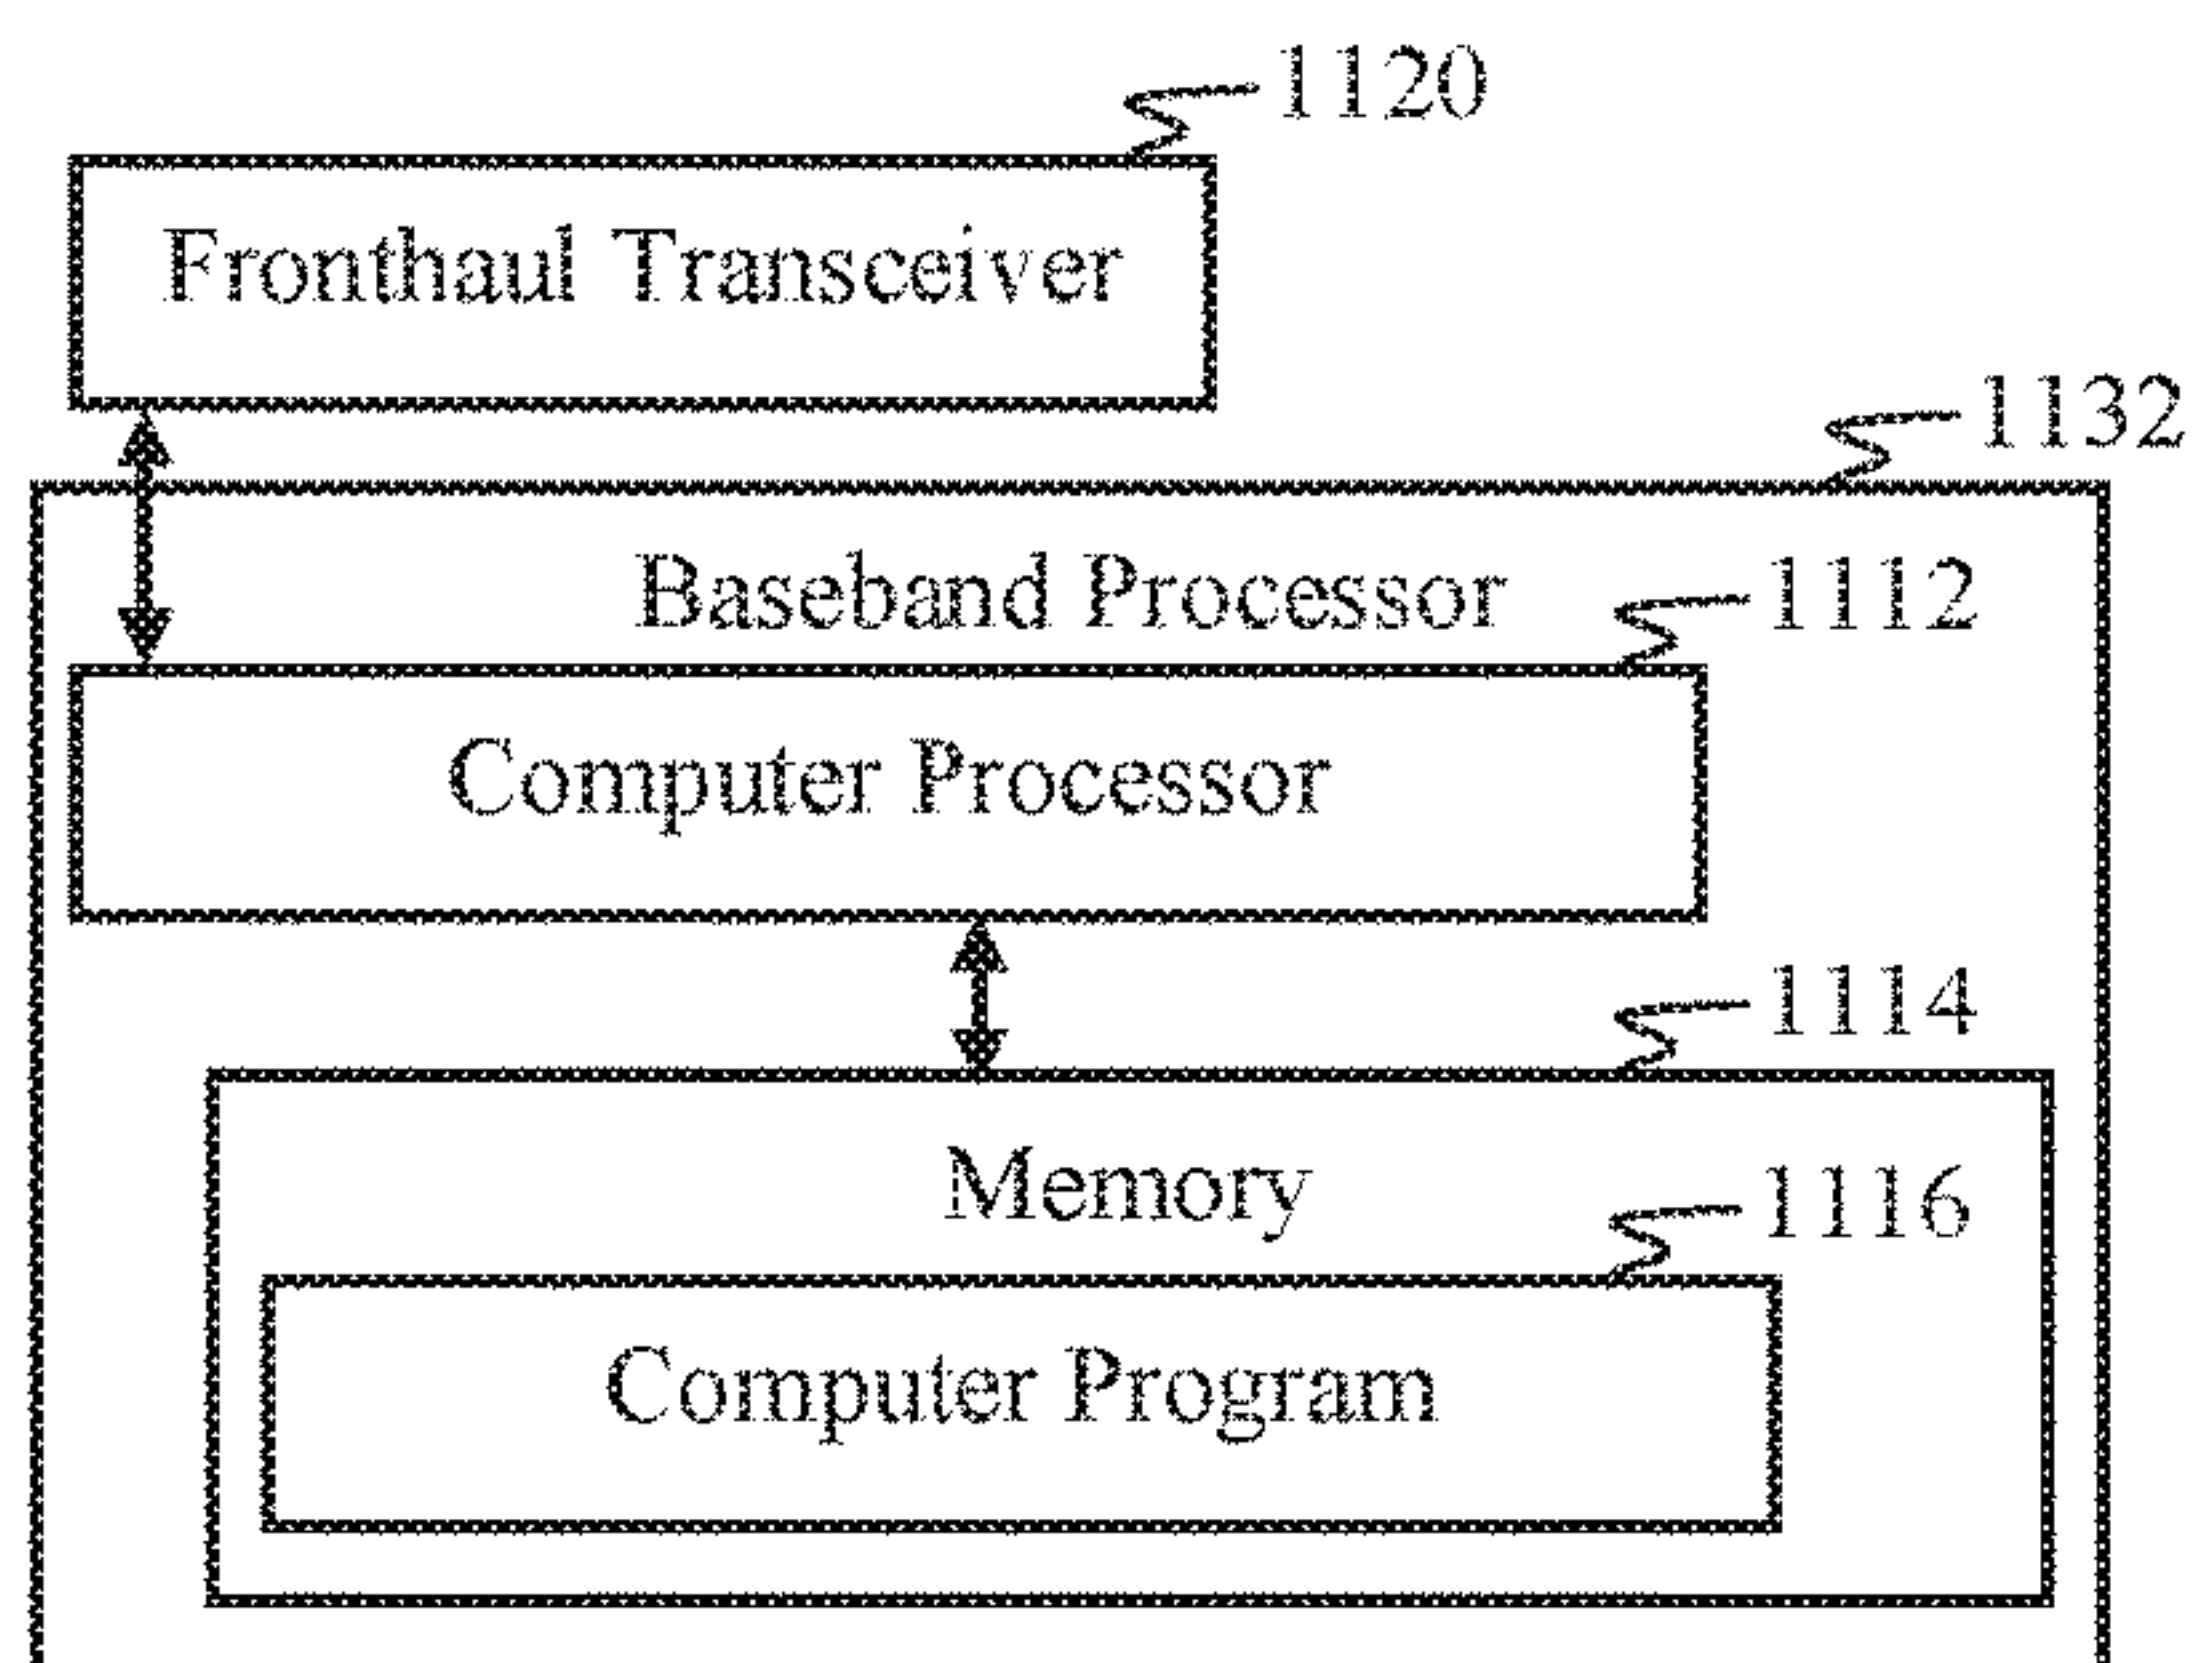 1120
Fronthaul Transceiver
1132
Baseband Processor
1112
Computer Processor
1114
Memory
1116
Computer Program